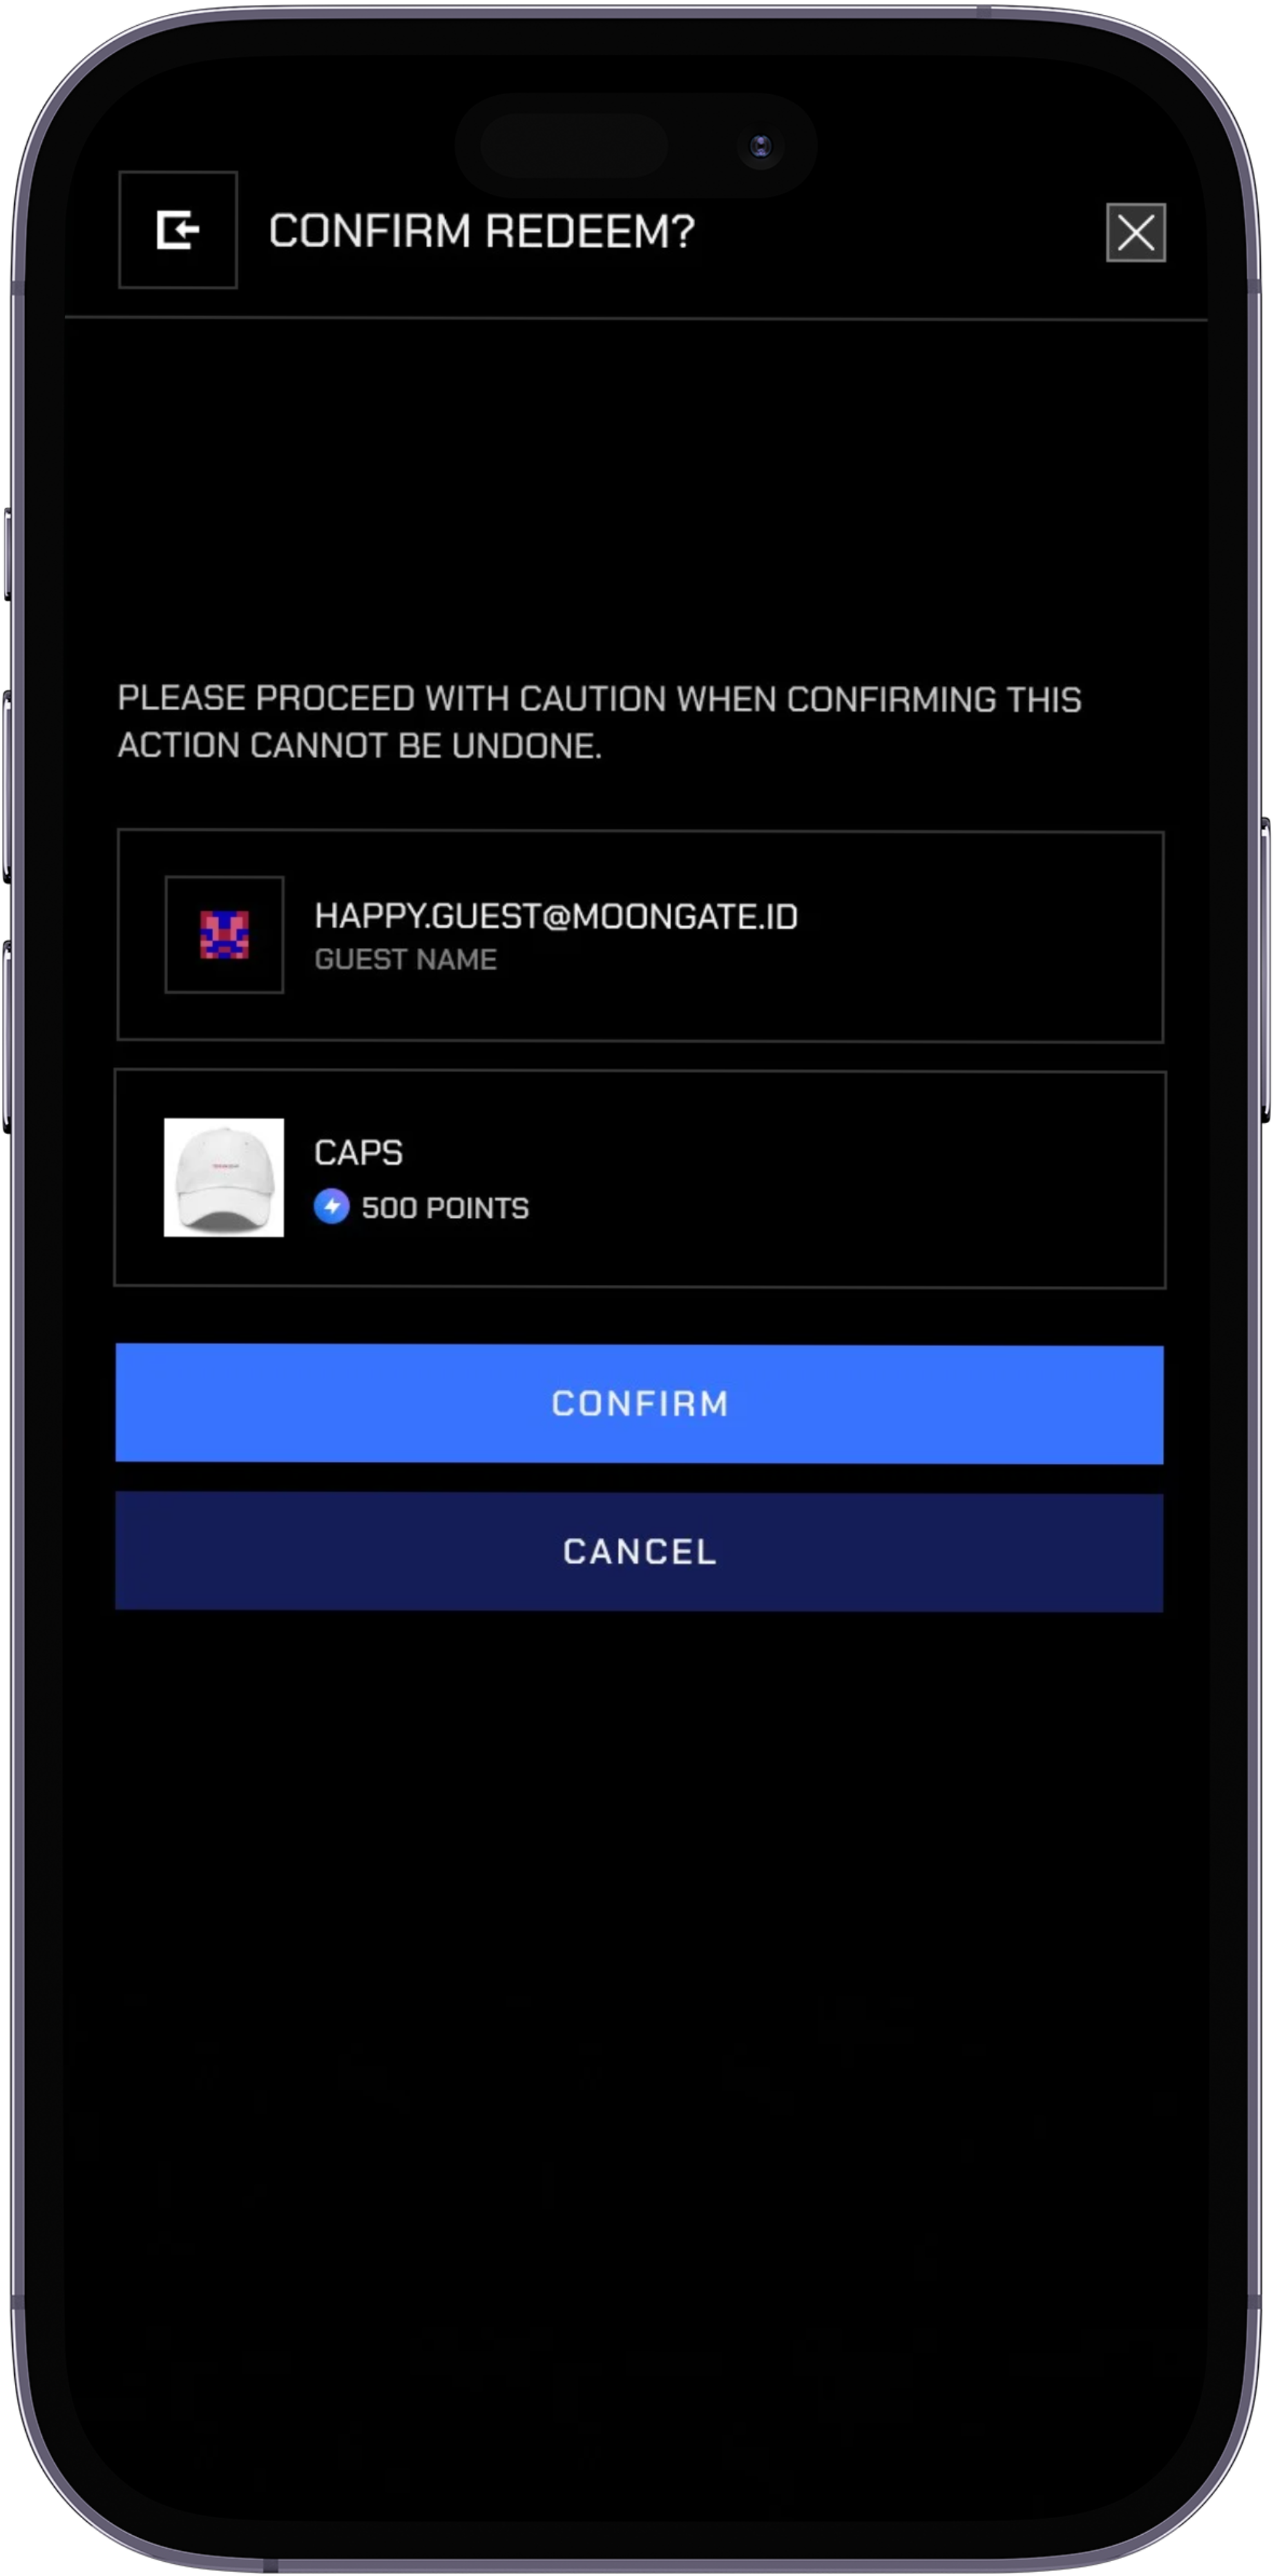 CONFIRM REDEEM?
PLEASE PROCEED WITH CAUTION WHEN CONFIRMING THIS
ACTION CANNOT BE UNDONE.
HAPPY.GUEST@MOONGATE.ID
GUEST NAME
CAPS
500 POINTS
CONFIRM
CANCEL